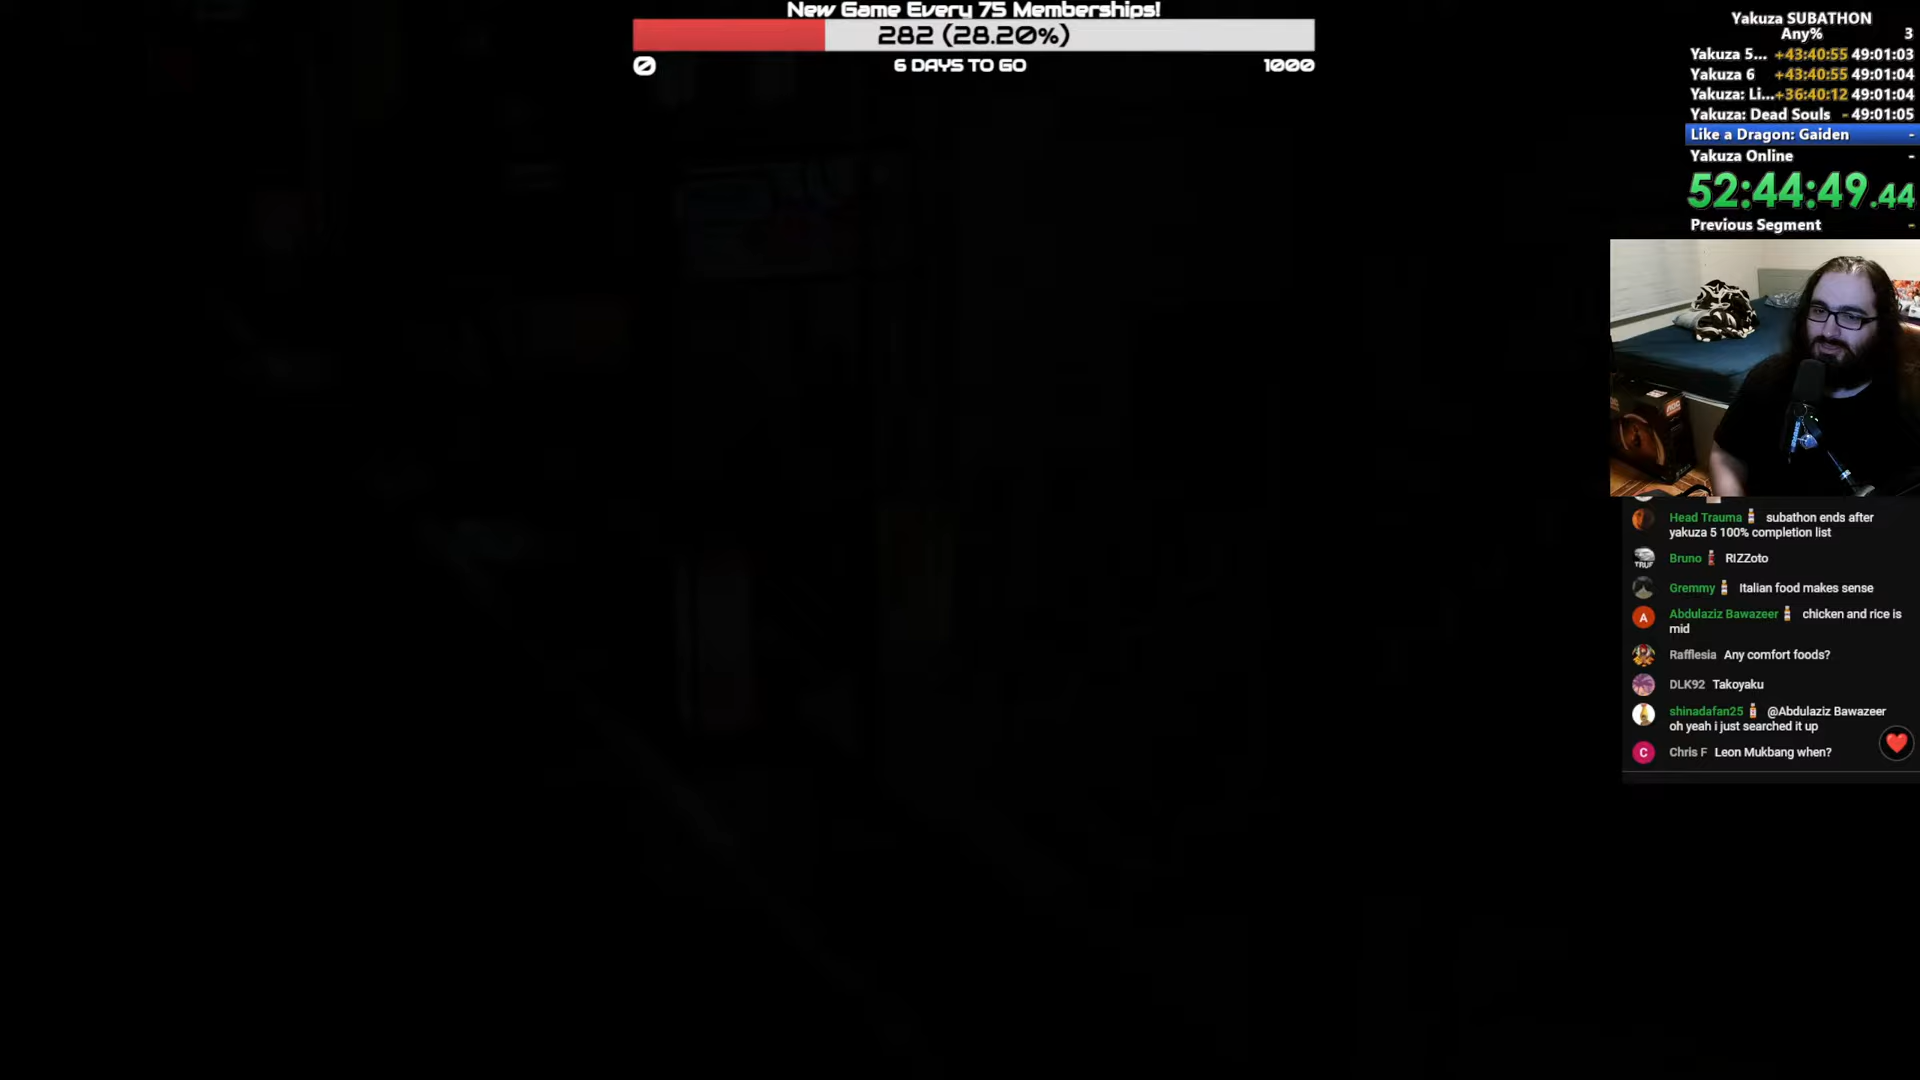 New Game Every 75 Memberships!
282 (28.20%)
0
6 DAYS TO GO
1000
Yakuza SUBATHON
Any%
3
Yakuza 5... +43:40:55 49:01:03
Yakuza 6 +43:40:55 49:01:04
Yakuza: Li...+36:40:12 49:01:04
Yakuza: Dead Souls - 49:01:05
Like a Dragon: Gaiden -
Yakuza Online -
52:44:49.44
Previous Segment -
Head Trauma subathon ends after
yakuza 5 100% completion list
Bruno RIZZoto
Gremmy Italian food makes sense
A Abdulaziz Bawazeer chicken and rice is
mid
Rafflesia Any comfort foods?
DLK92 Takoyaku
shinadafan25 @Abdulaziz Bawazeer
oh yeah i just searched it up
C Chris F Leon Mukbang when?